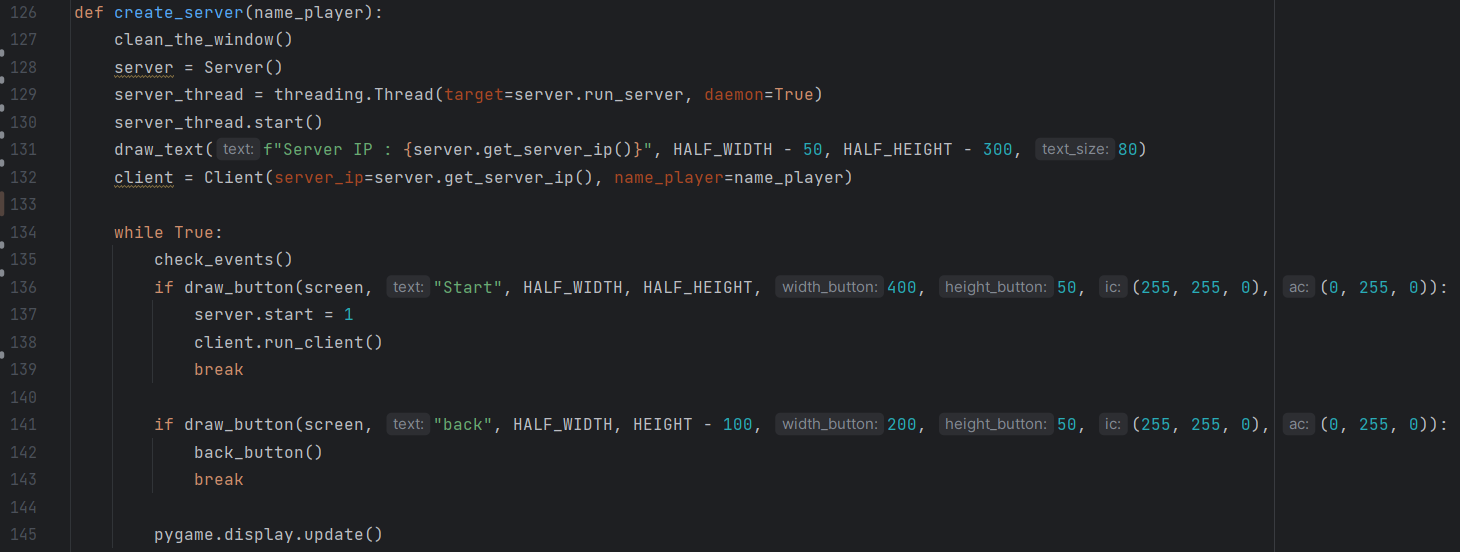 126 def create_server(name_player):
127 clean_the_window()
128 server = Server()
129 server_thread = threading.Thread(target=server.run_server, daemon=True)
130 server_thread.start()
131 draw_text( text: f"Server IP : {server.get_server_ip()}", HALF_WIDTH - 50, HALF_HEIGHT - 300, text_size: 80)
132 client = Client(server_ip=server.get_server_ip(), name_player=name_player)
133
134 while True:
135 check_events()
136 if draw_button(screen, text: "Start", HALF_WIDTH, HALF_HEIGHT, width_button: 400, height_button: 50, ic: (255, 255, 0), ac: (0, 255, 0)):
137 server.start = 1
138 client.run_client()
139 break
140
141 if draw_button(screen, text: "back", HALF_WIDTH, HEIGHT - 100, width_button: 200, height_button: 50, ic: (255, 255, 0), ac: (0, 255, 0)):
142 back_button()
143 break
144
145 pygame.display.update()